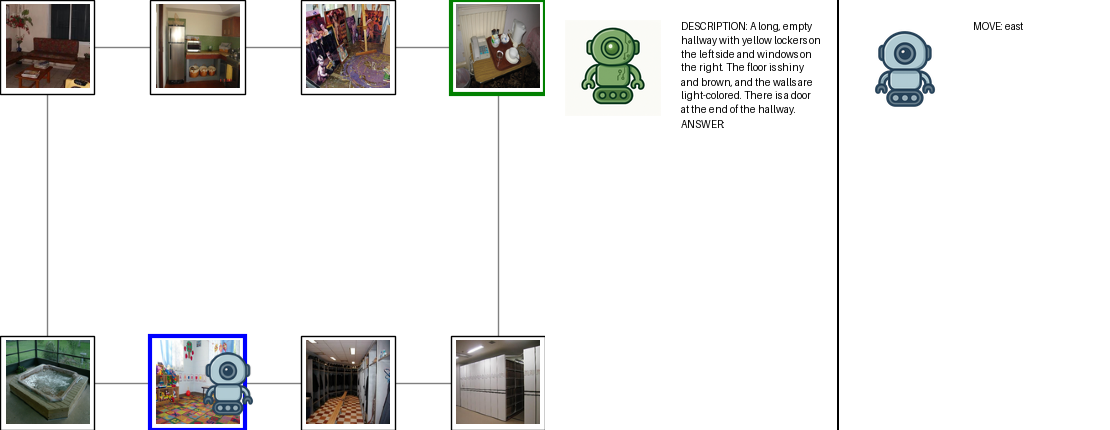 DESCRIPTION: A long, empty
hallway with yellow lockers on
the left side and windows on
the right. The floor is shiny
and brown, and the walls are
light-colored. There is a door
at the end of the hallway.
ANSWER:
MOVE: east